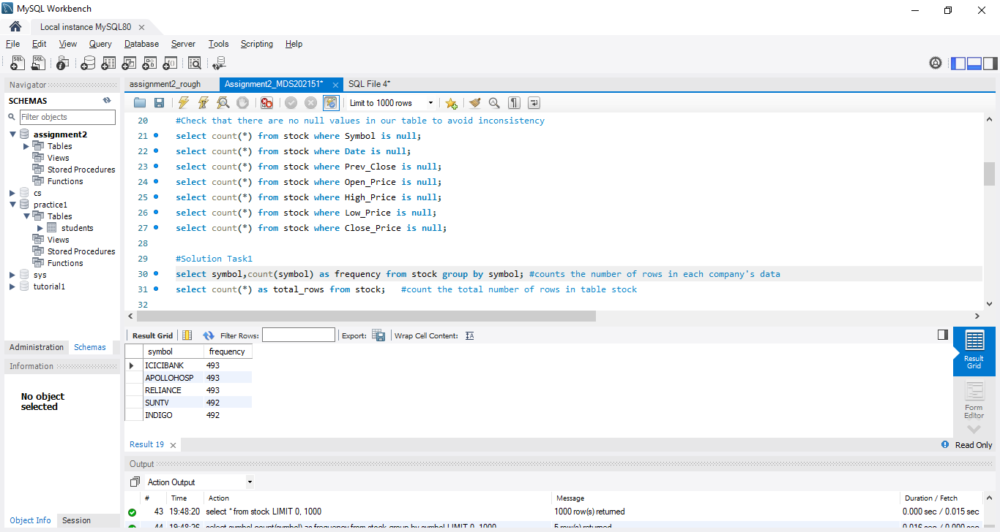 MySQL Workbench
Local instance MySQL80
File Edit View Query Database Server Tools Scripting Help
Navigator
SCHEMAS
Filter objects
assignment2
Tables
Views
Stored Procedures
Functions
cs
practice1
Tables
students
Views
Stored Procedures
Functions
sys
tutorial1
Administration Schemas
Information
No object
selected
Object Info Session
assignment2_rough Assignment2_MDS202151* SQL File 4*
Limit to 1000 rows
20 #Check that there are no null values in our table to avoid inconsistency
21 select count(*) from stock where Symbol is null;
22 select count(*) from stock where Date is null;
23 select count(*) from stock where Prev_Close is null;
24 select count(*) from stock where Open_Price is null;
25 select count(*) from stock where High_Price is null;
26 select count(*) from stock where Low_Price is null;
27 select count(*) from stock where Close_Price is null;
28
29 #Solution Task1
30 select symbol,count(symbol) as frequency from stock group by symbol; #counts the number of rows in each company's data
31 select count(*) as total_rows from stock; #count the total number of rows in table stock
32
Result Grid Filter Rows: Export: Wrap Cell Content:
symbol frequency
ICICIBANK 493
APOLLOHOSP 493
RELIANCE 493
SUNTV 492
INDIGO 492
Result
Grid
Form
Editor
Result 19
Read Only
Output
Action Output
# Time Action Message Duration / Fetch
43 19:48:20 select * from stock LIMIT 0, 1000 1000 row(s) returned 0.000 sec / 0.015 sec
44 19:48:26 select symbol,count(symbol) as frequency from stock group by symbol LIMIT 0, 1000 5 row(s) returned 0.016 sec / 0.000 sec